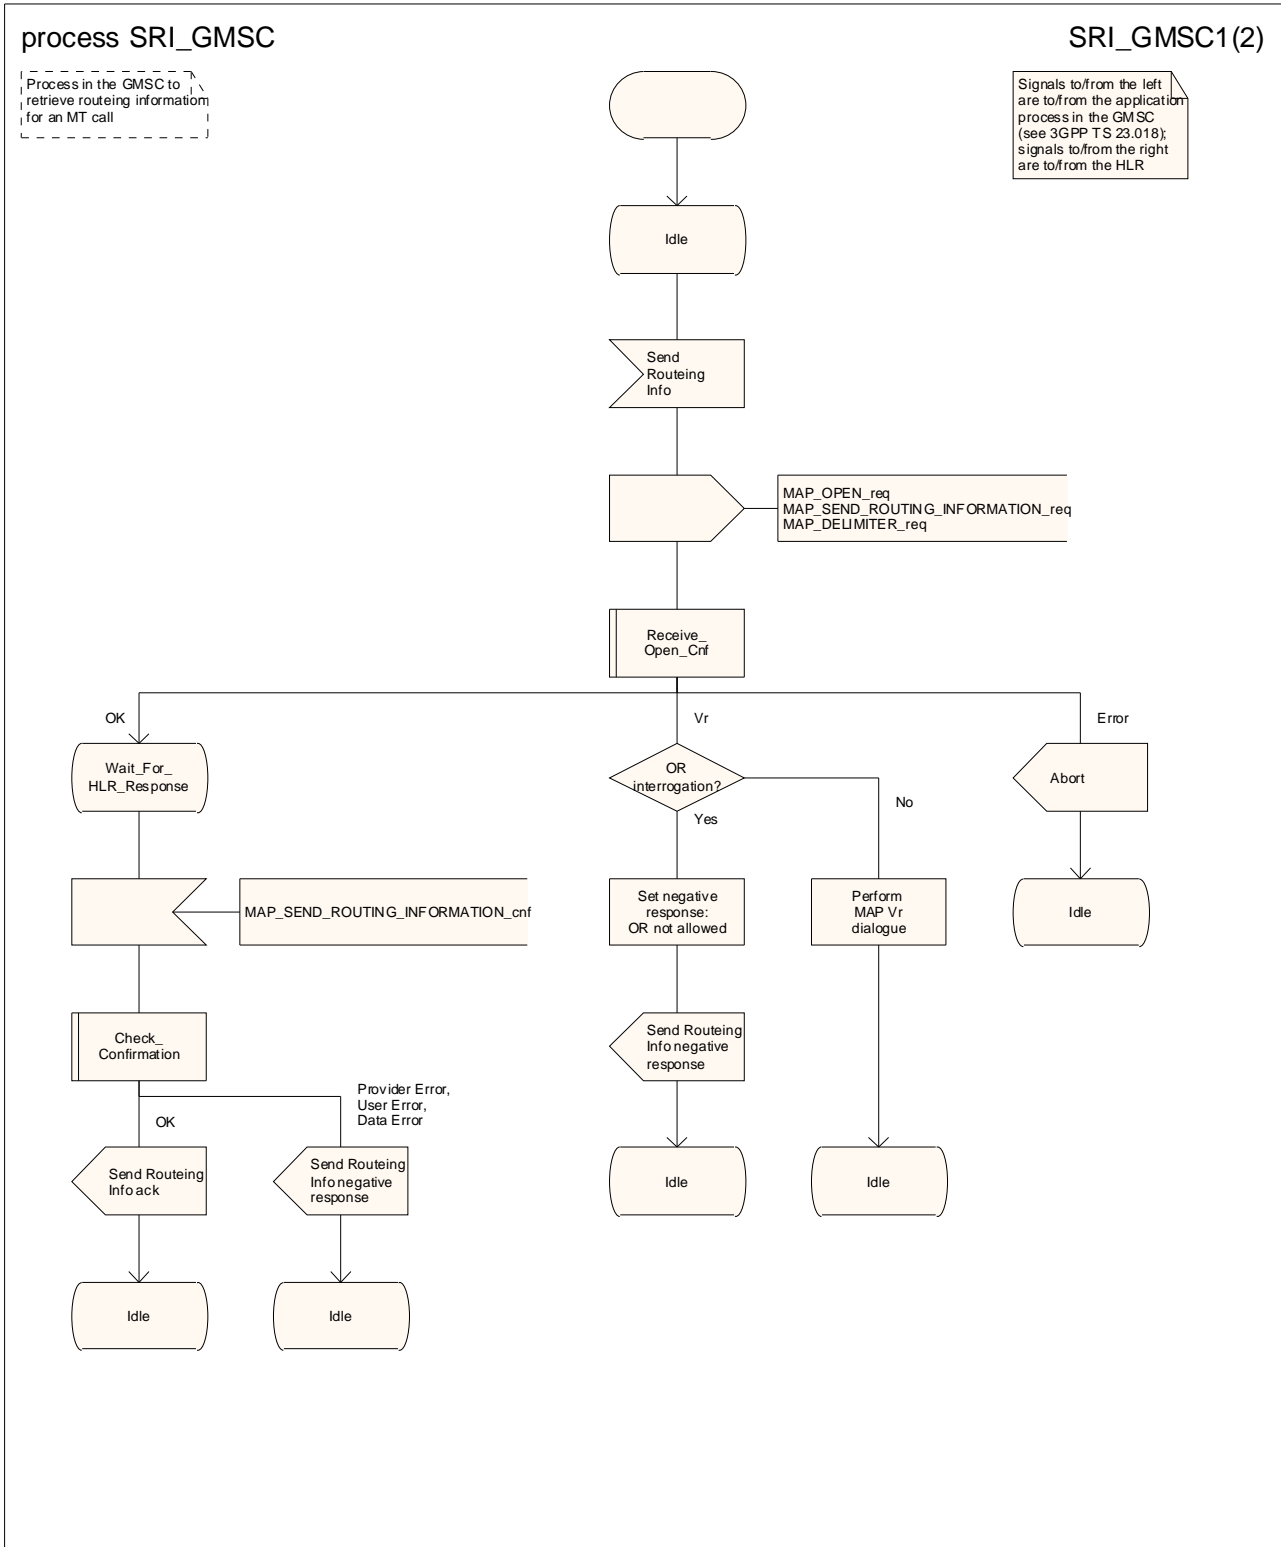 process SRI_GMSC
SRI_GMSC1(2)
Process in the GMSC to
retrieve routeing information
for an MT call
Signals to/from the left
are to/from the application
process in the GMSC
(see 3GPP TS 23.018);
signals to/from the right
are to/from the HLR
Idle
Send
Routeing
Info
MAP_OPEN_req
MAP_SEND_ROUTING_INFORMATION_req
MAP_DELIMITER_req
Receive_
Open_Cnf
OK
Vr
Error
Wait_For_
HLR_Response
OR
interrogation?
Abort
Yes
No
MAP_SEND_ROUTING_INFORMATION_cnf
Set negative
response:
OR not allowed
Perform
MAP Vr
dialogue
Idle
Check_
Confirmation
Send Routeing
Info negative
response
OK
Provider Error,
User Error,
Data Error
Send Routeing
Info ack
Send Routeing
Info negative
response
Idle
Idle
Idle
Idle